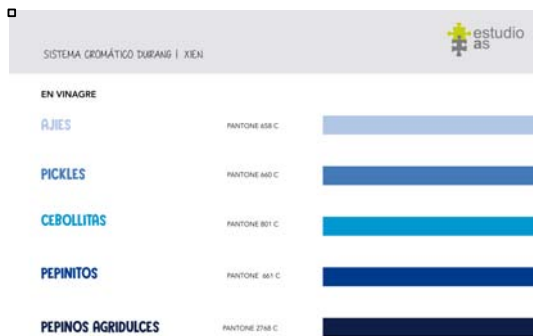 SISTEMA CROMÁTICO DURANG | XIEN
estudio
as
EN VINAGRE
AJIES PANTONE 658 C
PICKLES PANTONE 660 C
CEBOLLITAS PANTONE 801 C
PEPINITOS PANTONE 661 C
PEPINOS AGRIDULCES PANTONE 2768 C